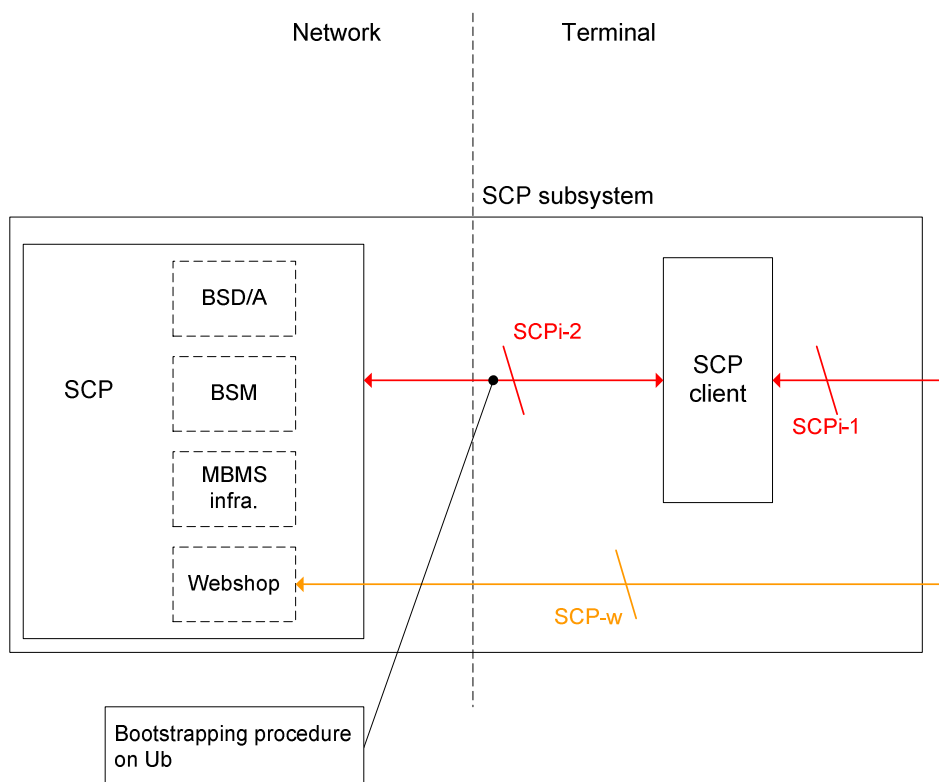 Network
Terminal
SCP subsystem
BSD/A
SCPi-2
SCP
BSM
SCP
client
SCPi-1
MBMS
infra.
Webshop
SCP-w
Bootstrapping procedure
on Ub